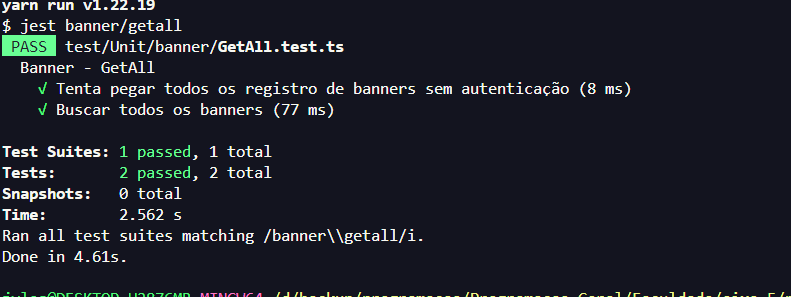 yarn run v1.22.19
$ jest banner/getall
PASS test/Unit/banner/GetAll.test.ts
Banner - GetAll
√ Tenta pegar todos os registro de banners sem autenticação (8 ms)
√ Buscar todos os banners (77 ms)
Test Suites: 1 passed, 1 total
Tests: 2 passed, 2 total
Snapshots: 0 total
Time: 2.562 s
Ran all test suites matching /banner\\getall/i.
Done in 4.61s.